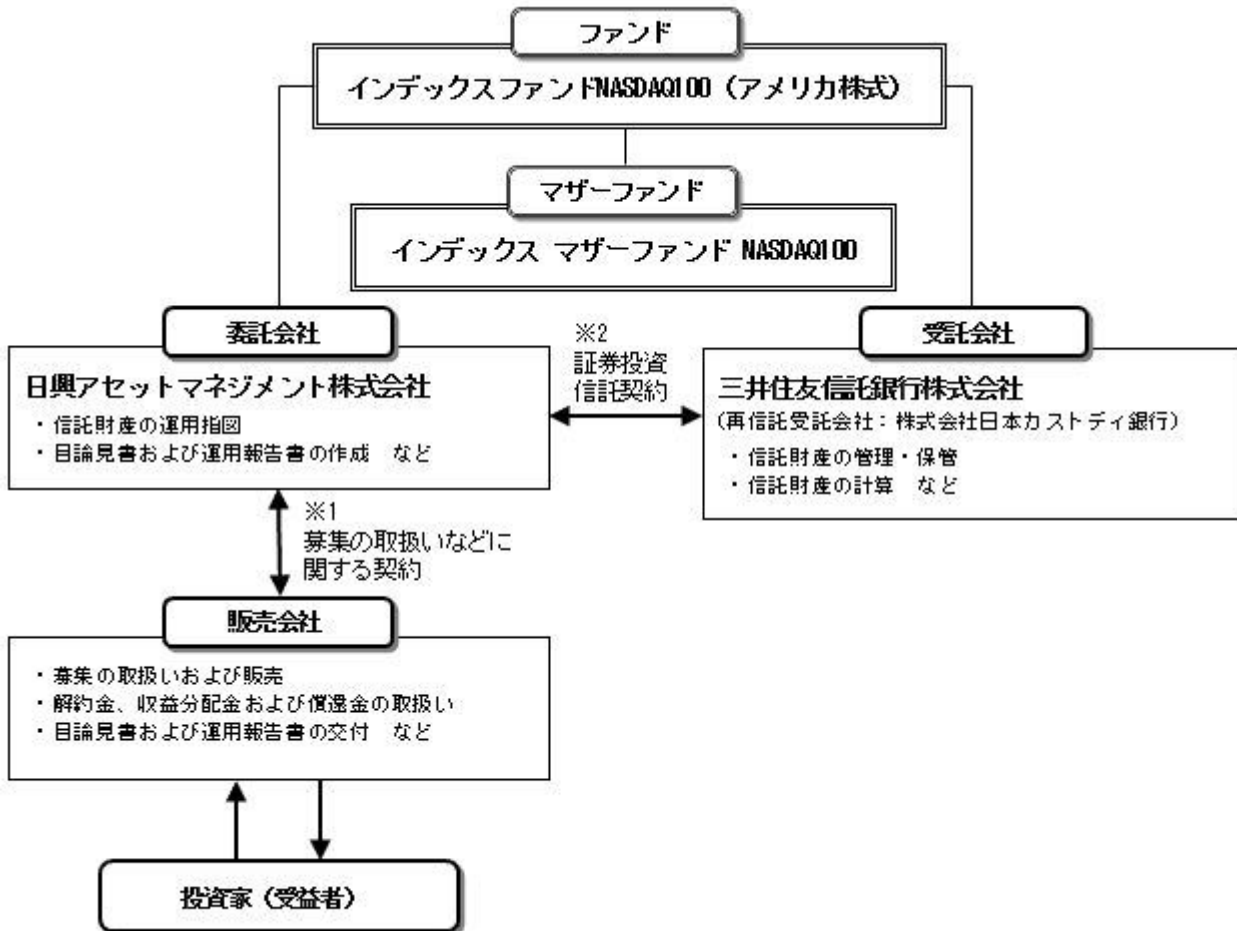 ファンド
インデックスファンドNASDAQ100（アメリカ株式）
マザーファンド
インデックス マザーファンド NASDAQ100
委託会社
日興アセットマネジメント株式会社
・信託財産の運用指図
・目論見書および運用報告書の作成　など
※2
証券投資
信託契約
受託会社
三井住友信託銀行株式会社
（再信託受託会社：株式会社日本カストディ銀行）
・信託財産の管理・保管
・信託財産の計算　など
※1
募集の取扱いなどに
関する契約
販売会社
・募集の取扱いおよび販売
・解約金、収益分配金および償還金の取扱い
・目論見書および運用報告書の交付　など
投資家（受益者）